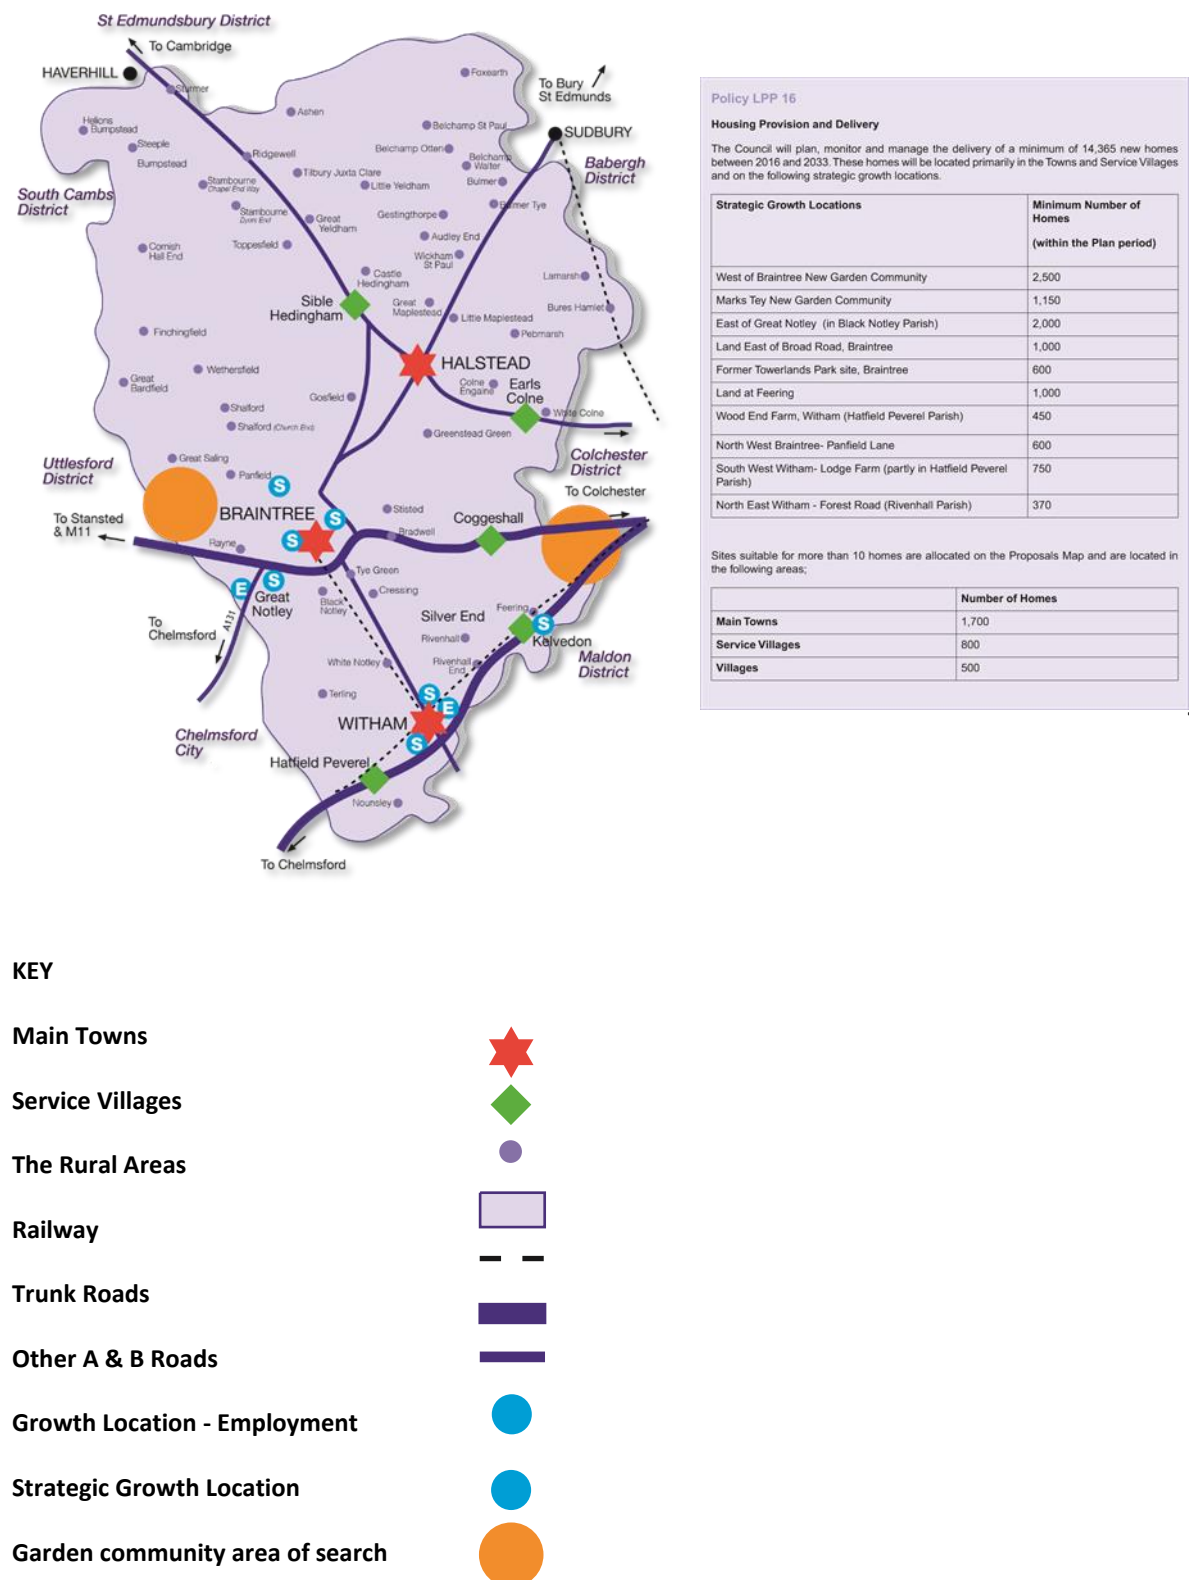 St Edmundsbury District
To Cambridge
HAVERHILL
Sturmer
Foxearth
To Bury
St Edmunds
Ashen
Helions
Bumpstead
Steeple
Bumpstead
Belchamp St Paul
SUDBURY
Belchamp Otten
Belchamp
Walter
Babergh
District
Ridgewell
Tilbury Juxta Clare
Little Yeldham
Bulmer
South Cambs
District
Stambourne
Chapel End Way
Stambourne
Dyers End
Great
Yeldham
Gestingthorpe
Bulmer Tye
Cornish
Hall End
Toppesfield
Audley End
Wickham
St Paul
Castle
Hedingham
Lamarsh
Sible
Hedingham
Great
Maplestead
Bures Hamlet
Little Maplestead
Finchingfield
Pebmarsh
HALSTEAD
Wethersfield
Great
Bardfield
Colne
Engaine
Earls
Colne
Gosfield
Shalford
White Colne
Shalford (Church End)
Greenstead Green
Uttlesford
District
Great Saling
Panfield
S
Colchester
District
To Colchester
BRAINTREE
S
Stisted
Coggeshall
To Stansted
& M11
S
Bradwell
Rayne
Tye Green
E
S
Great
Notley
Black
Notley
Cressing
A131
To
Chelmsford
Silver End
Feering
S
Kelvedon
Rivenhall
Maldon
District
White Notley
Rivenhall
End
Terling
S
E
WITHAM
S
Chelmsford
City
Hatfield Peverel
Nounsley
To Chelmsford
Policy LPP 16
Housing Provision and Delivery
The Council will plan, monitor and manage the delivery of a minimum of 14,365 new homes
between 2016 and 2033. These homes will be located primarily in the Towns and Service Villages
and on the following strategic growth locations.
Strategic Growth Locations Minimum Number of
Homes
(within the Plan period)
West of Braintree New Garden Community 2,500
Marks Tey New Garden Community 1,150
East of Great Notley (in Black Notley Parish) 2,000
Land East of Broad Road, Braintree 1,000
Former Towerlands Park site, Braintree 600
Land at Feering 1,000
Wood End Farm, Witham (Hatfield Peverel Parish) 450
North West Braintree- Panfield Lane 600
South West Witham- Lodge Farm (partly in Hatfield Peverel 750
Parish)
North East Witham - Forest Road (Rivenhall Parish) 370
Sites suitable for more than 10 homes are allocated on the Proposals Map and are located in
the following areas;
Number of Homes
Main Towns 1,700
Service Villages 800
Villages 500
KEY
Main Towns
Service Villages
The Rural Areas
Railway
Trunk Roads
Other A & B Roads
Growth Location - Employment
Strategic Growth Location
Garden community area of search